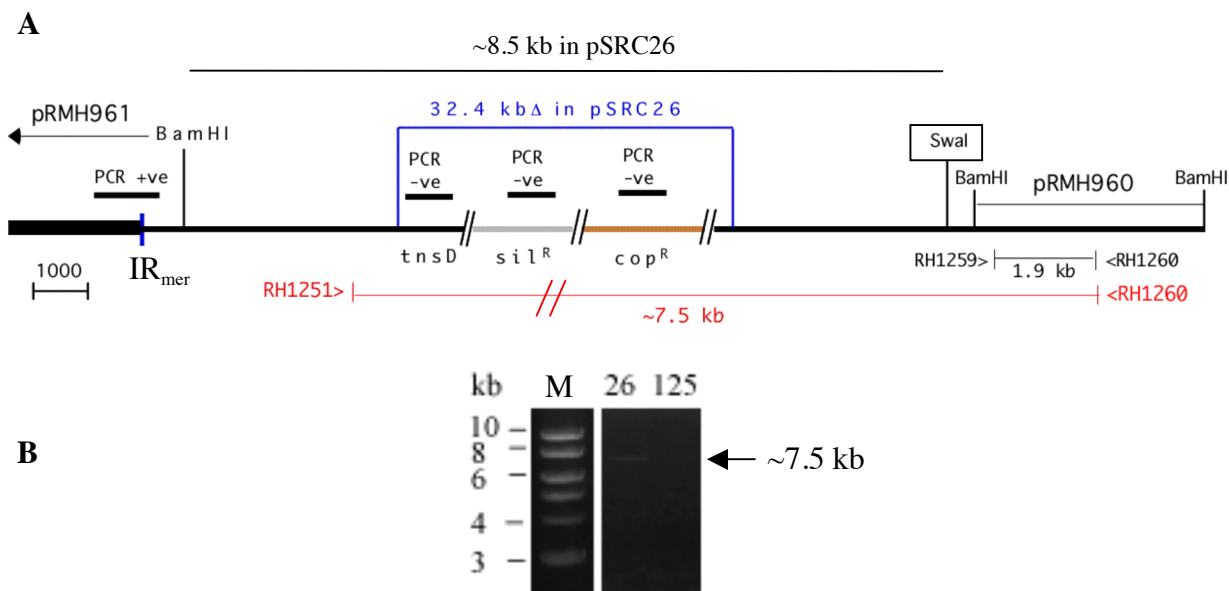 A
~8.5 kb in pSRC26
32.4 kbΔ in pSRC26
pRMH961
BamHI
PCR +ve
PCR
-ve
PCR
-ve
PCR
-ve
SwaI
BamHI
pRMH960
BamHI
tnsD
sil^R
cop^R
1000
IRmer
RH1259>
1.9 kb
<RH1260
RH1251>
~7.5 kb
<RH1260
B
kb M 26 125
10
8
6
4
3
~7.5 kb